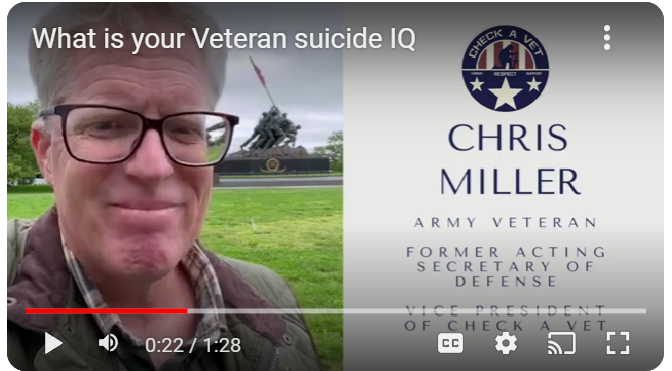 What is your Veteran suicide IQ
CHECK A VET
HONOR RESPECT SUPPORT
CHRIS
MILLER
ARMY VETERAN
FORMER ACTING
SECRETARY OF
DEFENSE
VICE PRESIDENT
OF CHECK A VET
0:22 / 1:28
CC